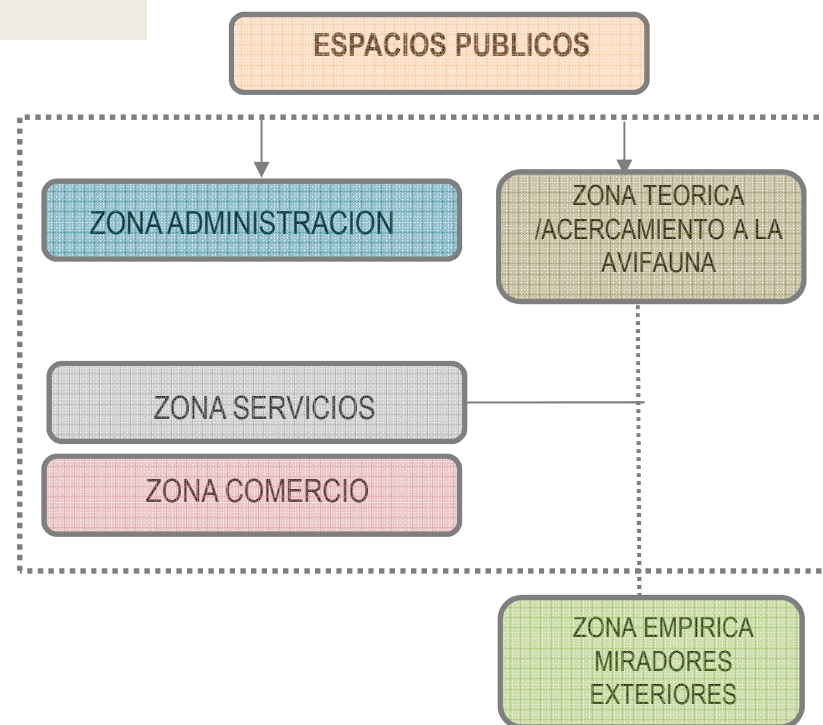 ESPACIOS PUBLICOS
ZONA ADMINISTRACION
ZONA TEORICA
/ACERCAMIENTO A LA
AVIFAUNA
ZONA SERVICIOS
ZONA COMERCIO
ZONA EMPIRICA
MIRADORES
EXTERIORES